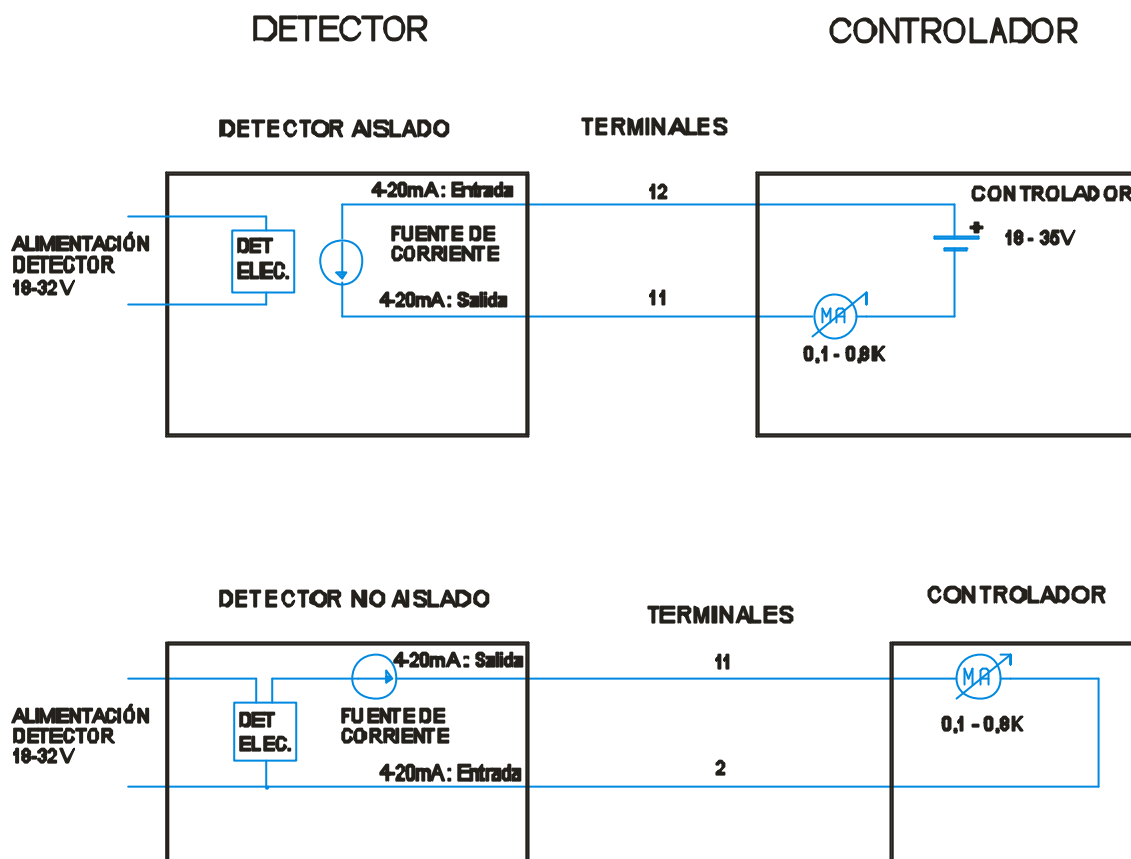 DETECTOR
CONTROLADOR
DETECTOR AISLADO
TERMINALES
4-20mA: Entrada
12
CONTROLADOR
ALIMENTACIÓN
DETECTOR
18-32V
DET
ELEC.
FUENTE DE
CORRIENTE
+
18 - 35V
4-20mA: Salida
11
MA
0,1 - 0,8K
DETECTOR NO AISLADO
TERMINALES
CONTROLADOR
4-20mA: Salida
11
MA
ALIMENTACIÓN
DETECTOR
18-32V
DET
ELEC.
FUENTE DE
CORRIENTE
0,1 - 0,8K
4-20mA: Entrada
2